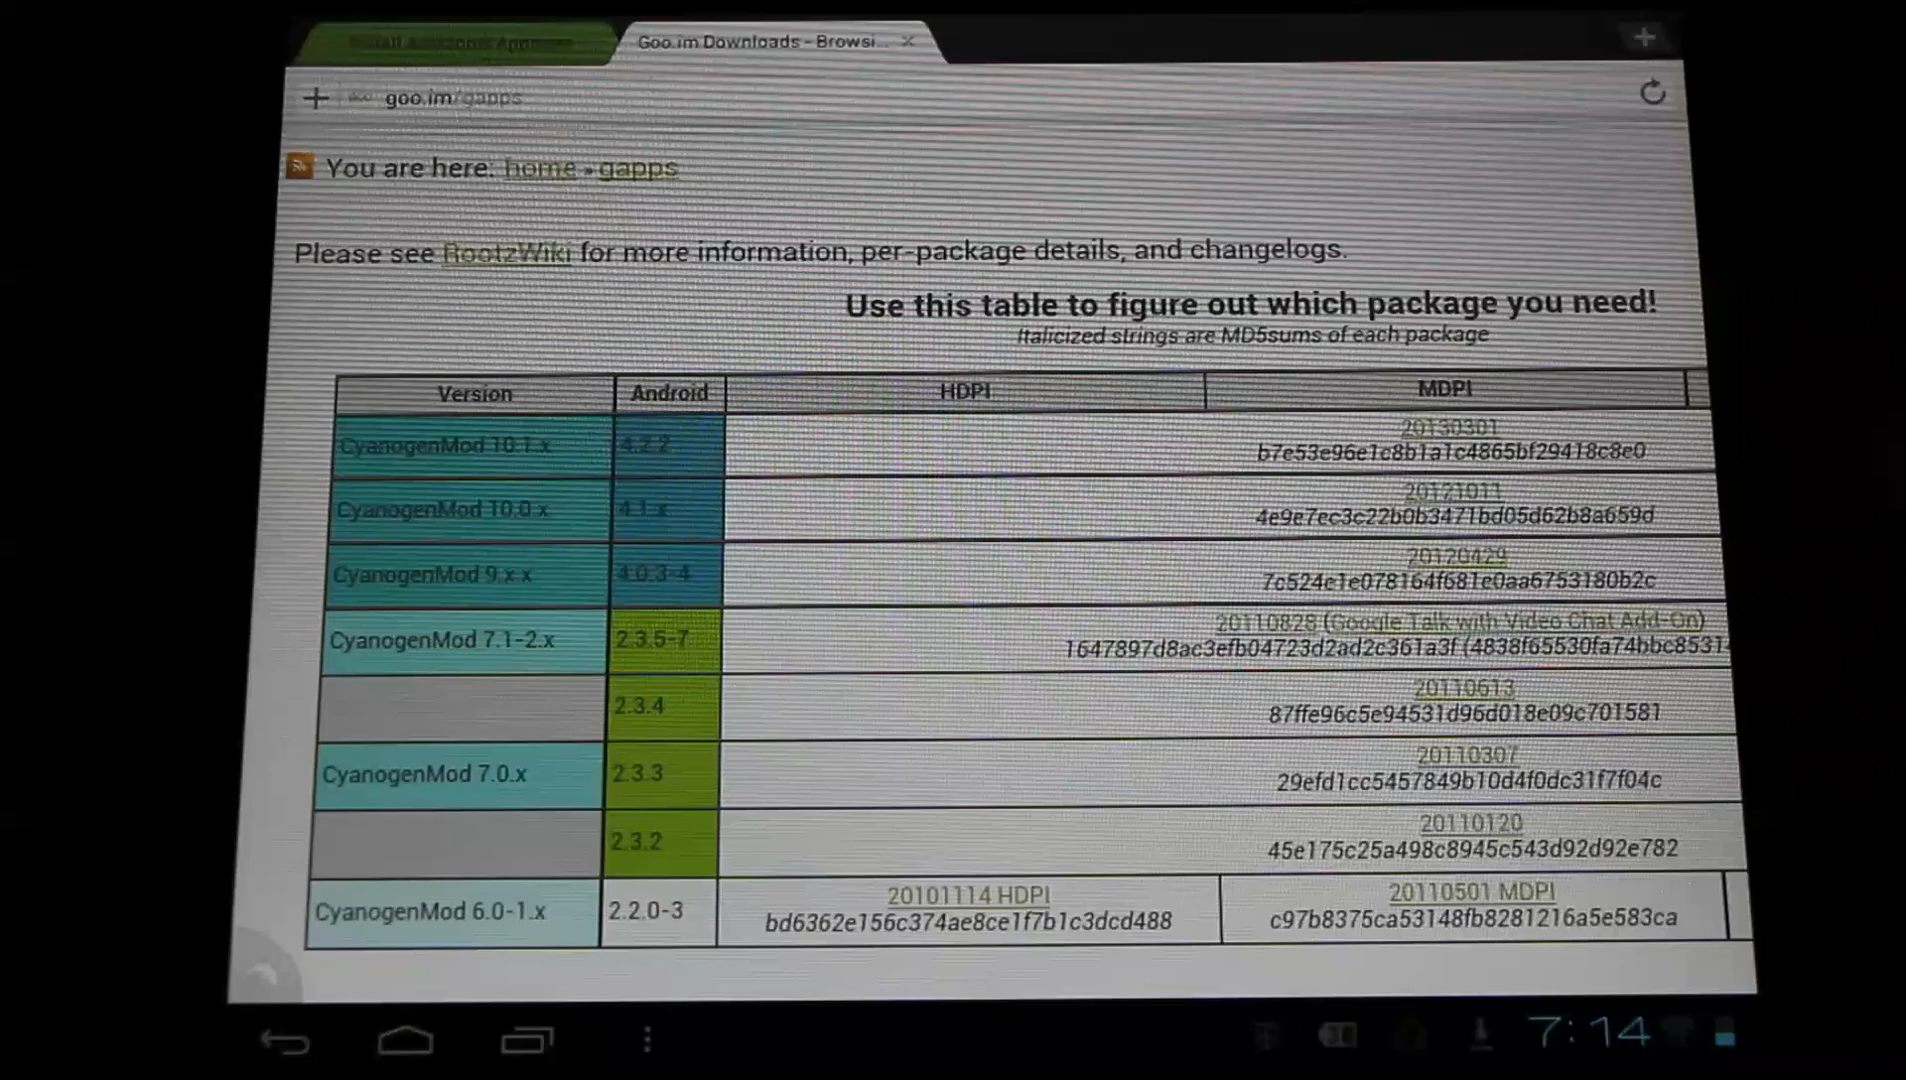 Goo.im Downloads - Browsi...
goo.im/gapps
You are here: home » gapps
Please see RootzWiki for more information, per-package details, and changelogs.
Use this table to figure out which package you need!
Italicized strings are MD5sums of each package
Version Android HDPI MDPI
CyanogenMod 10.1.x 4.2.2 20130301
b7e53e96e1c8b1a1c4865bf29418c8e0
CyanogenMod 10.0.x 4.1.x 20121011
4e9e7ec3c22b0b3471bd05d62b8a659d
CyanogenMod 9.x.x 4.0.3-4 20120429
7c524e1e078164f681e0aa6753180b2c
CyanogenMod 7.1-2.x 2.3.5-7 20110828 (Google Talk with Video Chat Add-On)
1647897d8ac3efb04723d2ad2c361a3f (4838f65530fa74bbc8531
2.3.4 20110613
87ffe96c5e94531d96d018e09c701581
CyanogenMod 7.0.x 2.3.3 20110307
29efd1cc5457849b10d4f0dc31f7f04c
2.3.2 20110120
45e175c25a498c8945c543d92d92e782
CyanogenMod 6.0-1.x 2.2.0-3 20101114 HDPI 20110501 MDPI
bd6362e156c374ae8ce1f7b1c3dcd488 c97b8375ca53148fb8281216a5e583ca
7:14